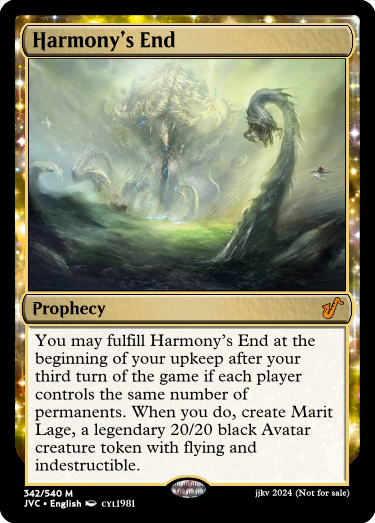 Harmony's End
Prophecy
You may fulfill Harmony's End at the
beginning of your upkeep after your
third turn of the game if each player
controls the same number of
permanents. When you do, create Marit
Lage, a legendary 20/20 black Avatar
creature token with flying and
indestructible.
342/540 M
jjkv 2024 (Not for sale)
JVC • English CYL1981